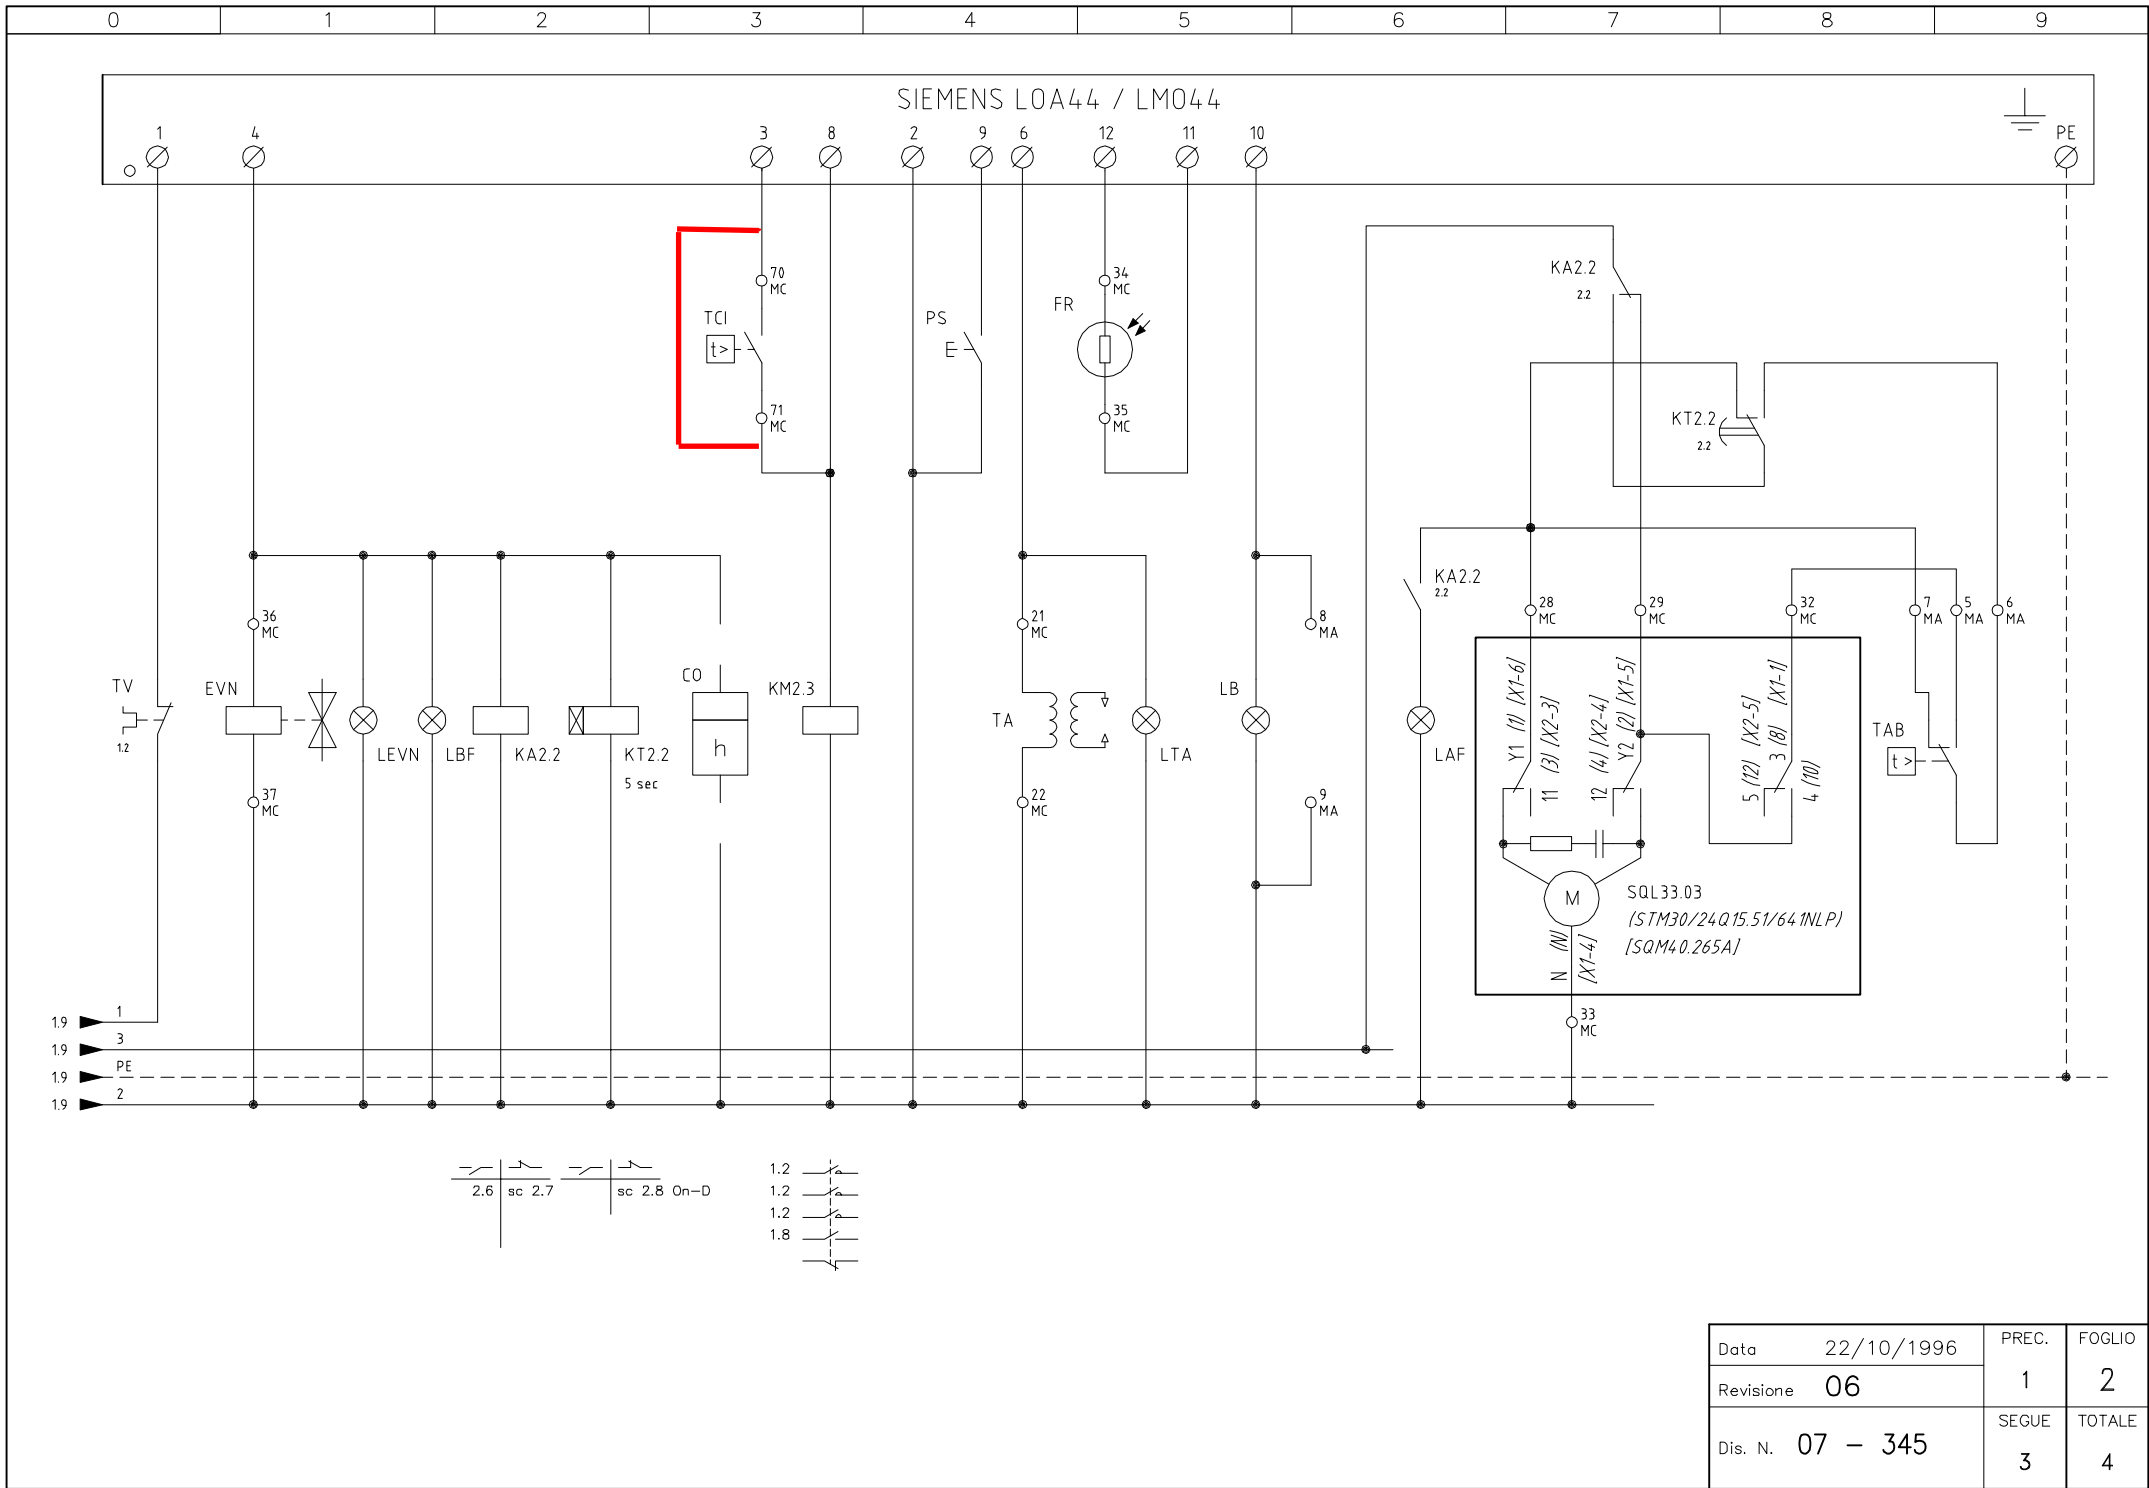 0 1 2 3 4 5 6 7 8 9
SIEMENS LOA44 / LMO44
1 4 3 8 2 9 6 12 11 10 PE
70
MC
TCI
t>
71
MC
PS
E
34
MC
FR
35
MC
KA2.2
2.2
KT2.2
2.2
KA2.2
2.2
36
MC
21
MC
8
MA
28
MC
29
MC
32
MC
7
MA
5
MA
6
MA
TV
1.2
EVN
LEVN
LBF
KA2.2
KT2.2
5 sec
CO
h
KM2.3
TA
LTA
LB
LAF
TAB
t>
37
MC
22
MC
9
MA
Y1 (1) [X1-6]
11 (3) [X2-3]
12 (4) [X2-4]
Y2 (2) [X1-5]
5 (12) [X2-5]
3 (8) [X1-1]
4 (10)
M
SQL33.03
(STM30/24Q15.51/641NLP)
[SQM40.265A]
N (N)
[X1-4]
33
MC
1.9 1
1.9 3
1.9 PE
1.9 2
2.6 sc 2.7
sc 2.8 On-D
1.2
1.2
1.2
1.8
Data 22/10/1996
PREC.
1
FOGLIO
2
Revisione 06
Dis. N. 07 - 345
SEGUE
3
TOTALE
4